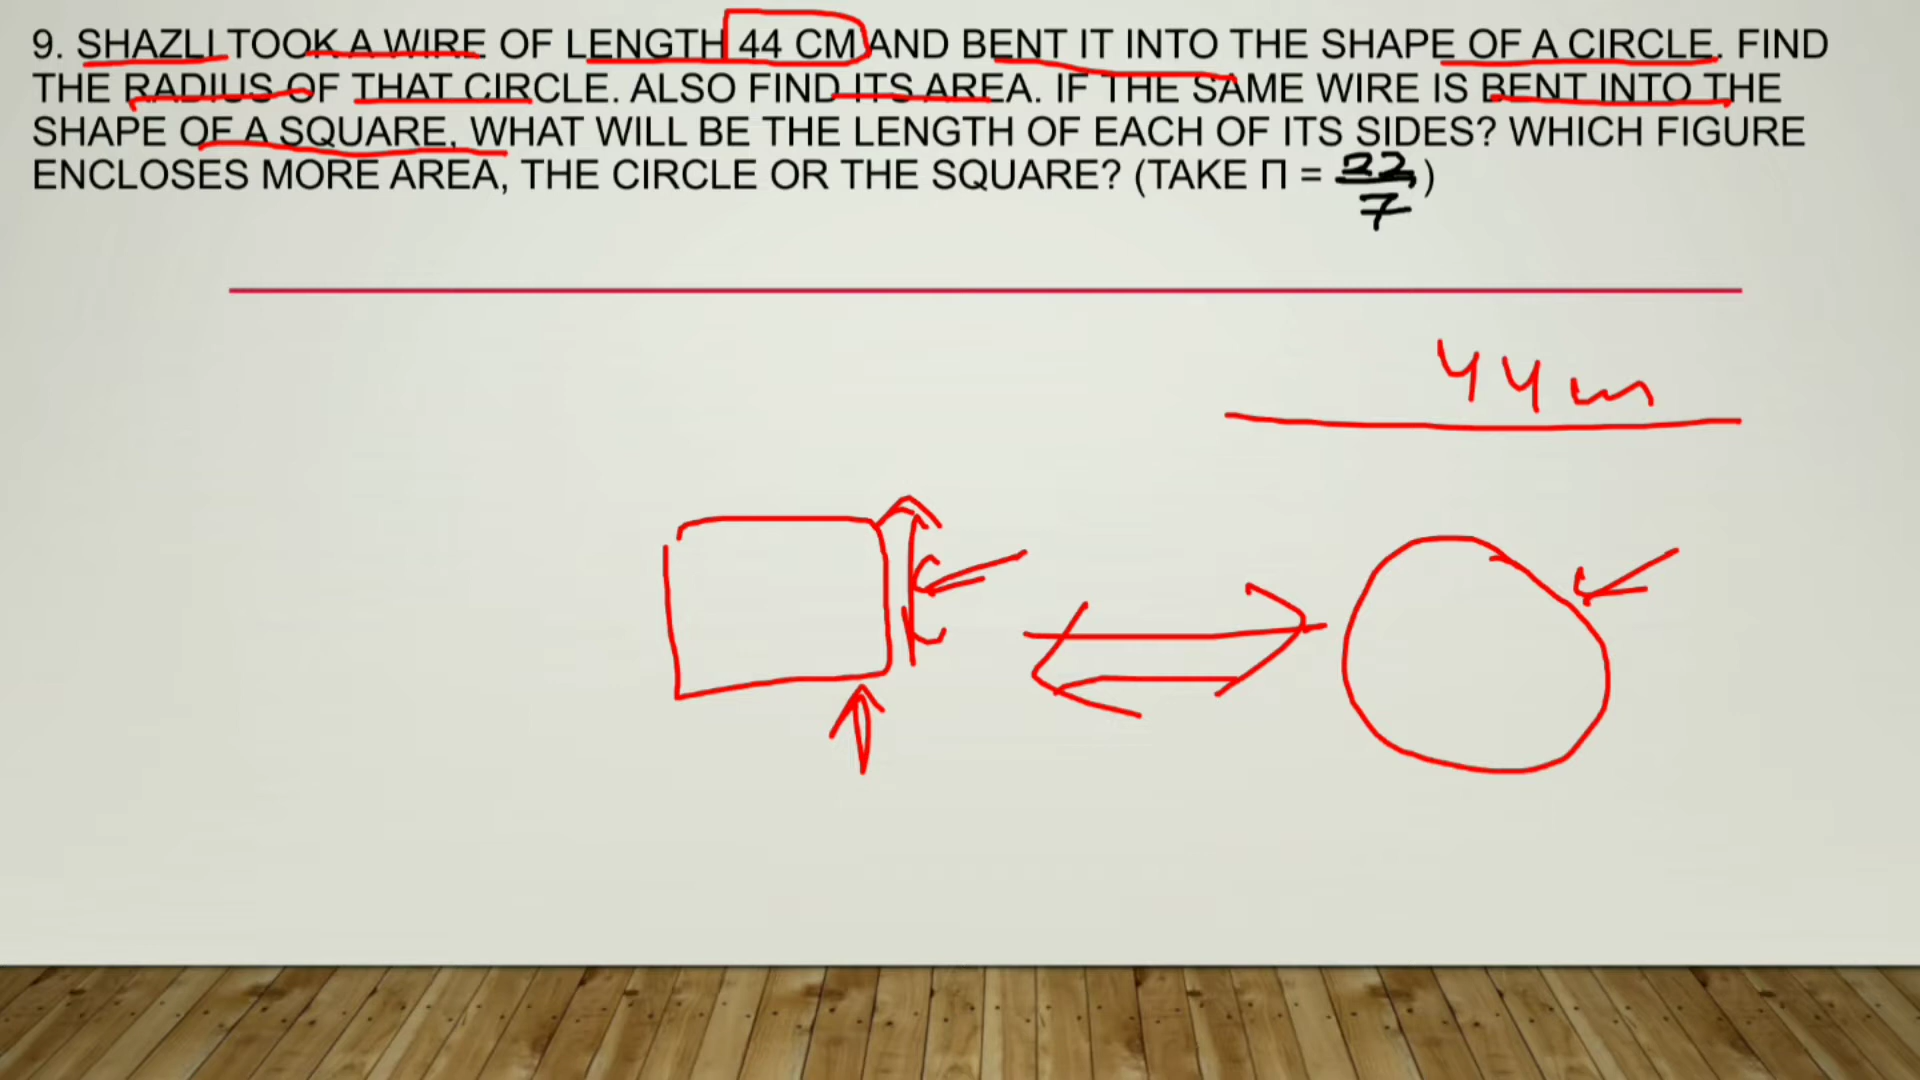 9. SHAZLI TOOK A WIRE OF LENGTH 44 CM AND BENT IT INTO THE SHAPE OF A CIRCLE. FIND
THE RADIUS OF THAT CIRCLE. ALSO FIND ITS AREA. IF THE SAME WIRE IS BENT INTO THE
SHAPE OF A SQUARE, WHAT WILL BE THE LENGTH OF EACH OF ITS SIDES? WHICH FIGURE
ENCLOSES MORE AREA, THE CIRCLE OR THE SQUARE? (TAKE Π = 22/7)
44 cm